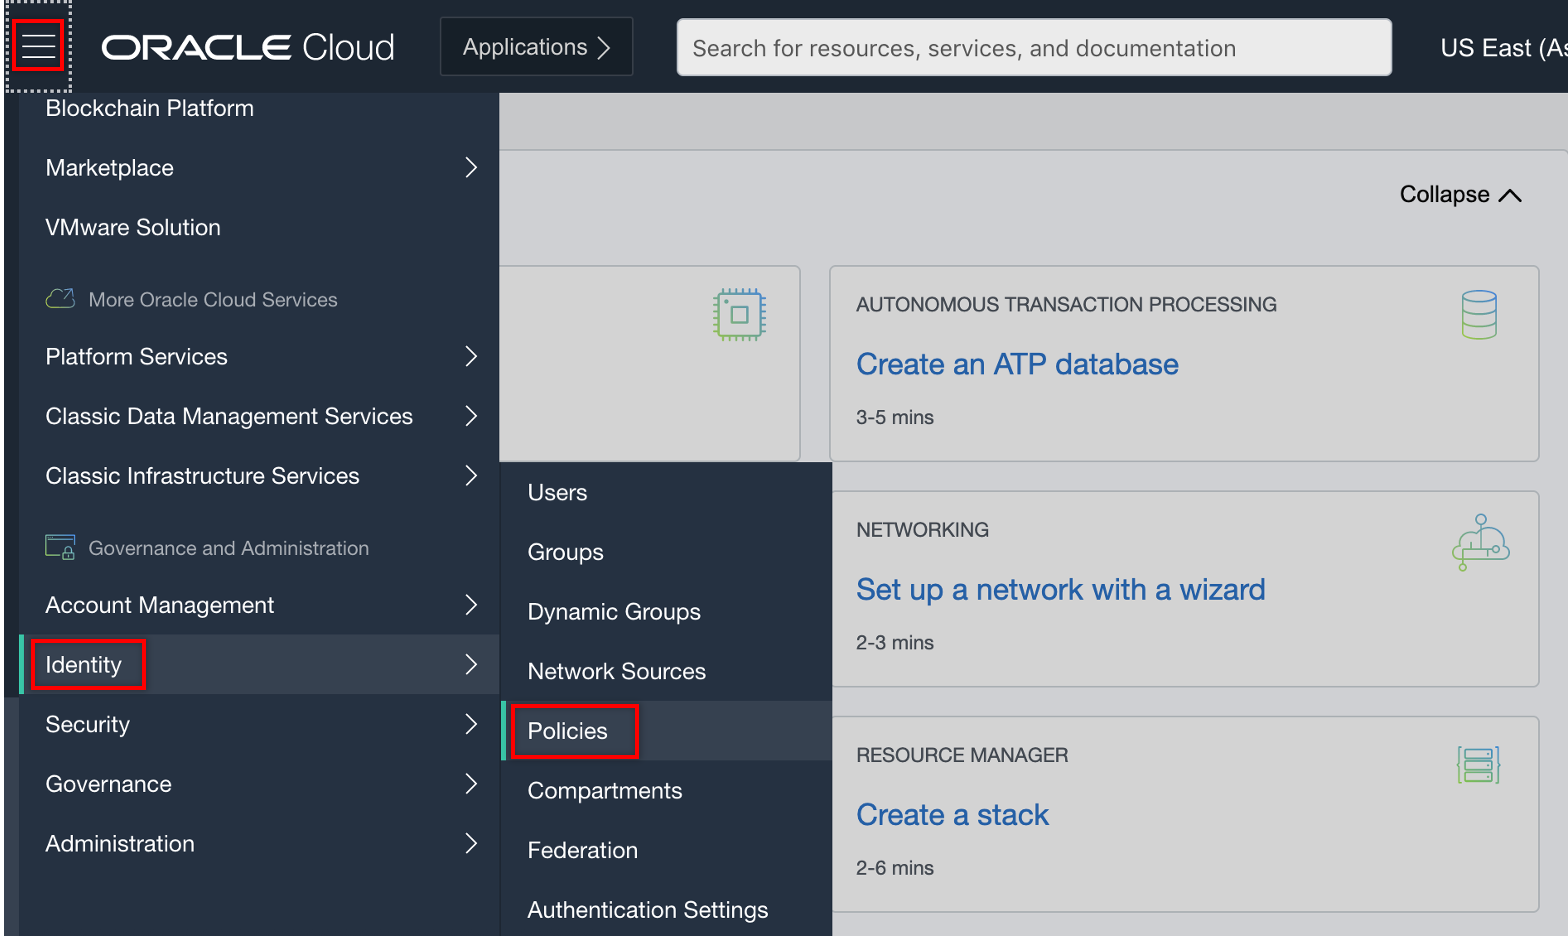 ORACLE Cloud
Applications
Search for resources, services, and documentation
US East (As
Blockchain Platform
Marketplace
VMware Solution
More Oracle Cloud Services
Platform Services
Classic Data Management Services
Classic Infrastructure Services
Governance and Administration
Account Management
Identity
Security
Governance
Administration
Users
Groups
Dynamic Groups
Network Sources
Policies
Compartments
Federation
Authentication Settings
Collapse
AUTONOMOUS TRANSACTION PROCESSING
Create an ATP database
3-5 mins
NETWORKING
Set up a network with a wizard
2-3 mins
RESOURCE MANAGER
Create a stack
2-6 mins